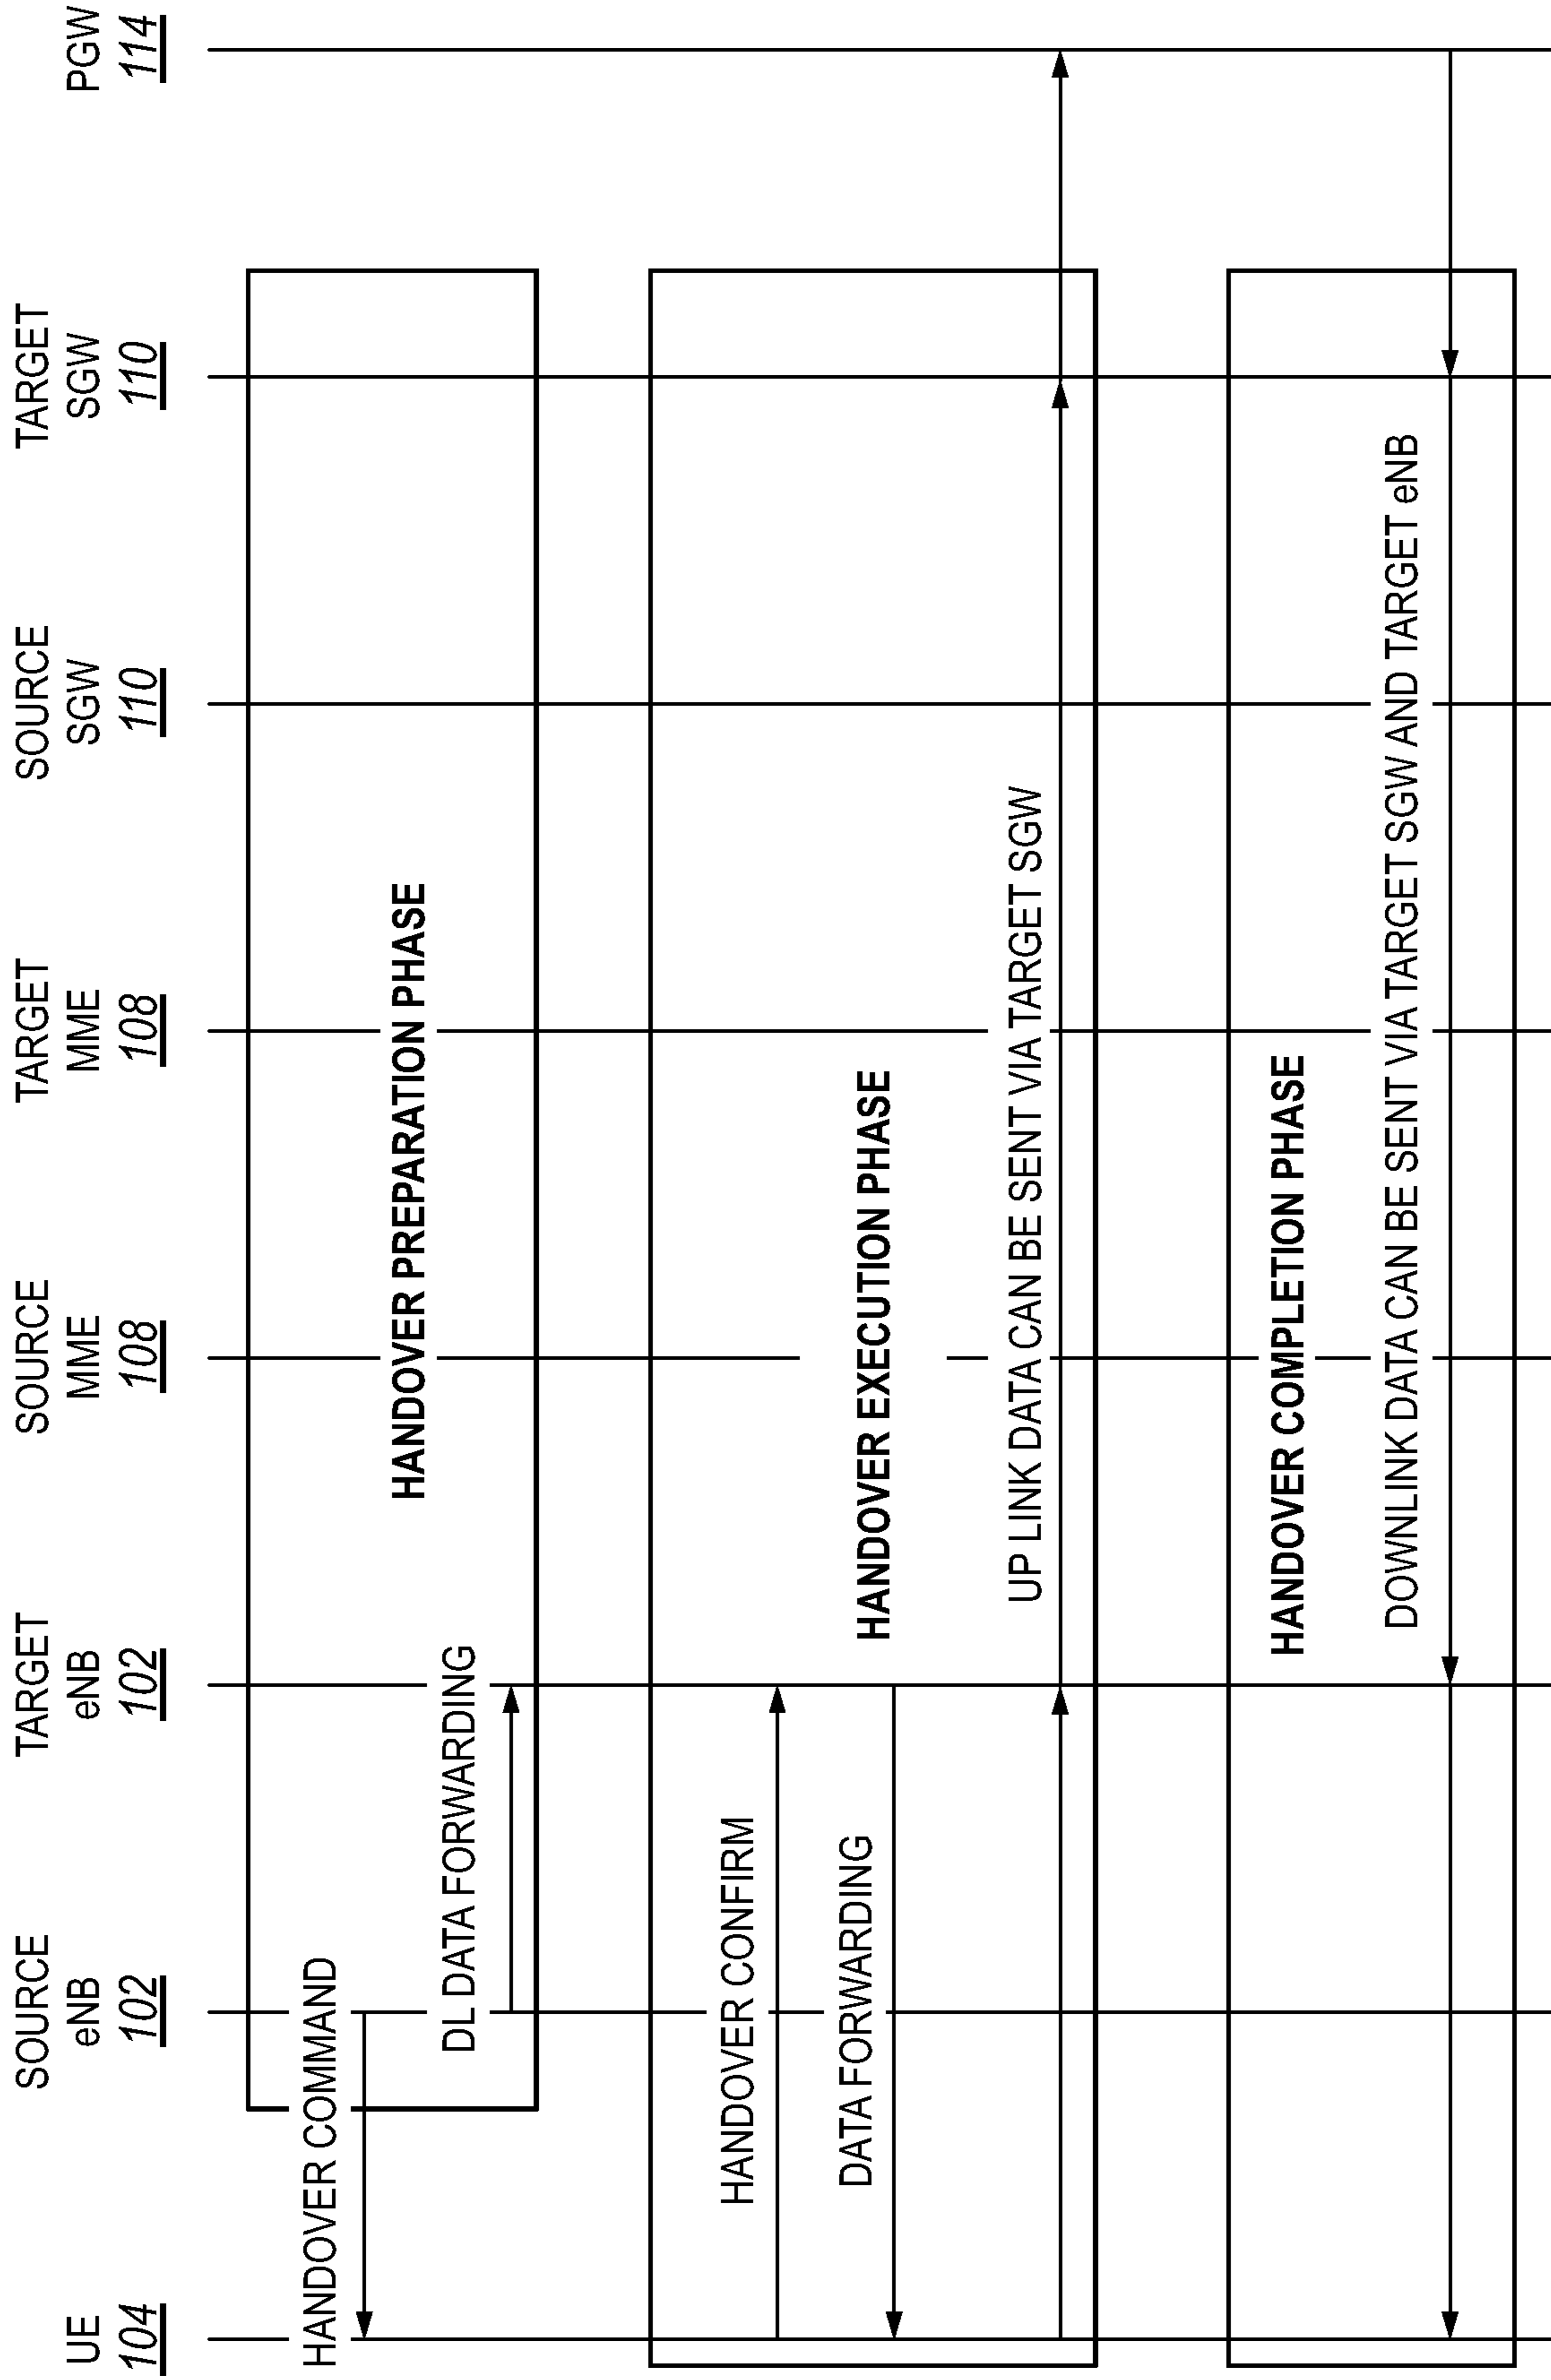 UE
104
SOURCE
eNB
102
TARGET
eNB
102
SOURCE
MME
108
TARGET
MME
108
SOURCE
SGW
110
TARGET
SGW
110
PGW
114
HANDOVER COMMAND
HANDOVER PREPARATION PHASE
DL DATA FORWARDING
HANDOVER CONFIRM
DATA FORWARDING
HANDOVER EXECUTION PHASE
UP LINK DATA CAN BE SENT VIA TARGET SGW
HANDOVER COMPLETION PHASE
DOWNLINK DATA CAN BE SENT VIA TARGET SGW AND TARGET eNB